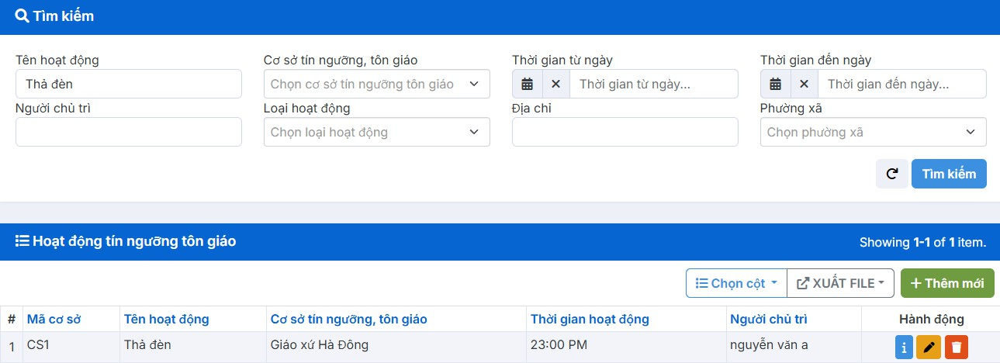 Tìm kiếm
Tên hoạt động Cơ sở tín ngưỡng, tôn giáo Thời gian từ ngày Thời gian đến ngày
Thả đèn Chọn cơ sở tín ngưỡng tôn giáo Thời gian từ ngày... Thời gian đến ngày...
Người chủ trì Loại hoạt động Địa chỉ Phường xã
Chọn loại hoạt động Chọn phường xã
Tìm kiếm
Hoạt động tín ngưỡng tôn giáo Showing 1-1 of 1 item.
Chọn cột XUẤT FILE Thêm mới
# Mã cơ sở Tên hoạt động Cơ sở tín ngưỡng, tôn giáo Thời gian hoạt động Người chủ trì Hành động
1 CS1 Thả đèn Giáo xứ Hà Đông 23:00 PM nguyễn văn a